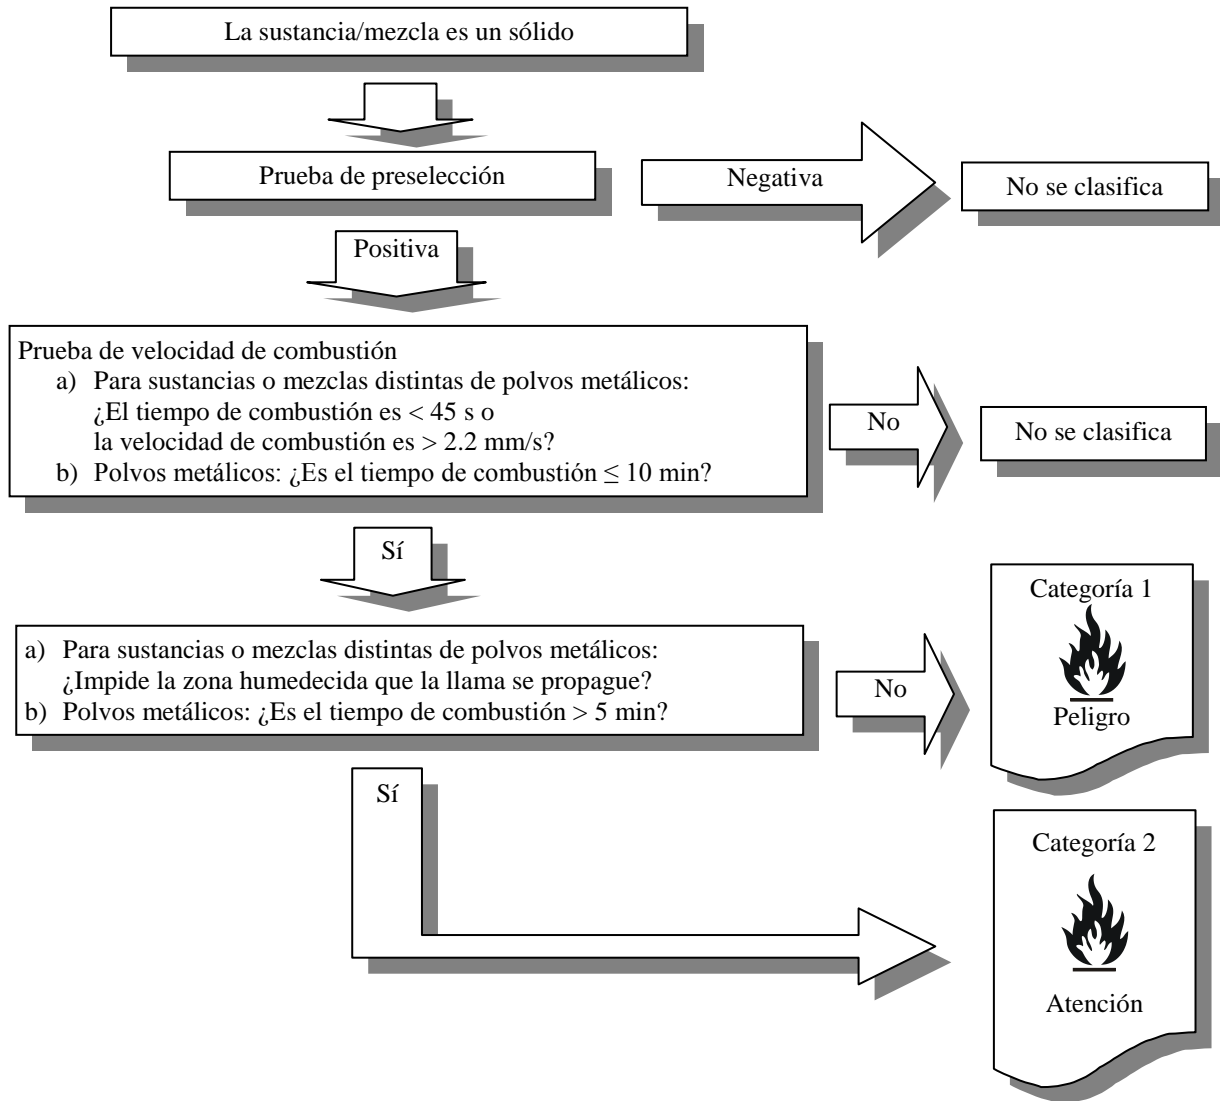 La sustancia/mezcla es un sólido
Prueba de preselección
Negativa
No se clasifica
Positiva
Prueba de velocidad de combustión
a) Para sustancias o mezclas distintas de polvos metálicos:
¿El tiempo de combustión es < 45 s o
la velocidad de combustión es > 2.2 mm/s?
b) Polvos metálicos: ¿Es el tiempo de combustión ≤ 10 min?
No
No se clasifica
Sí
a) Para sustancias o mezclas distintas de polvos metálicos:
¿Impide la zona humedecida que la llama se propague?
b) Polvos metálicos: ¿Es el tiempo de combustión > 5 min?
No
Categoría 1
Peligro
Sí
Categoría 2
Atención